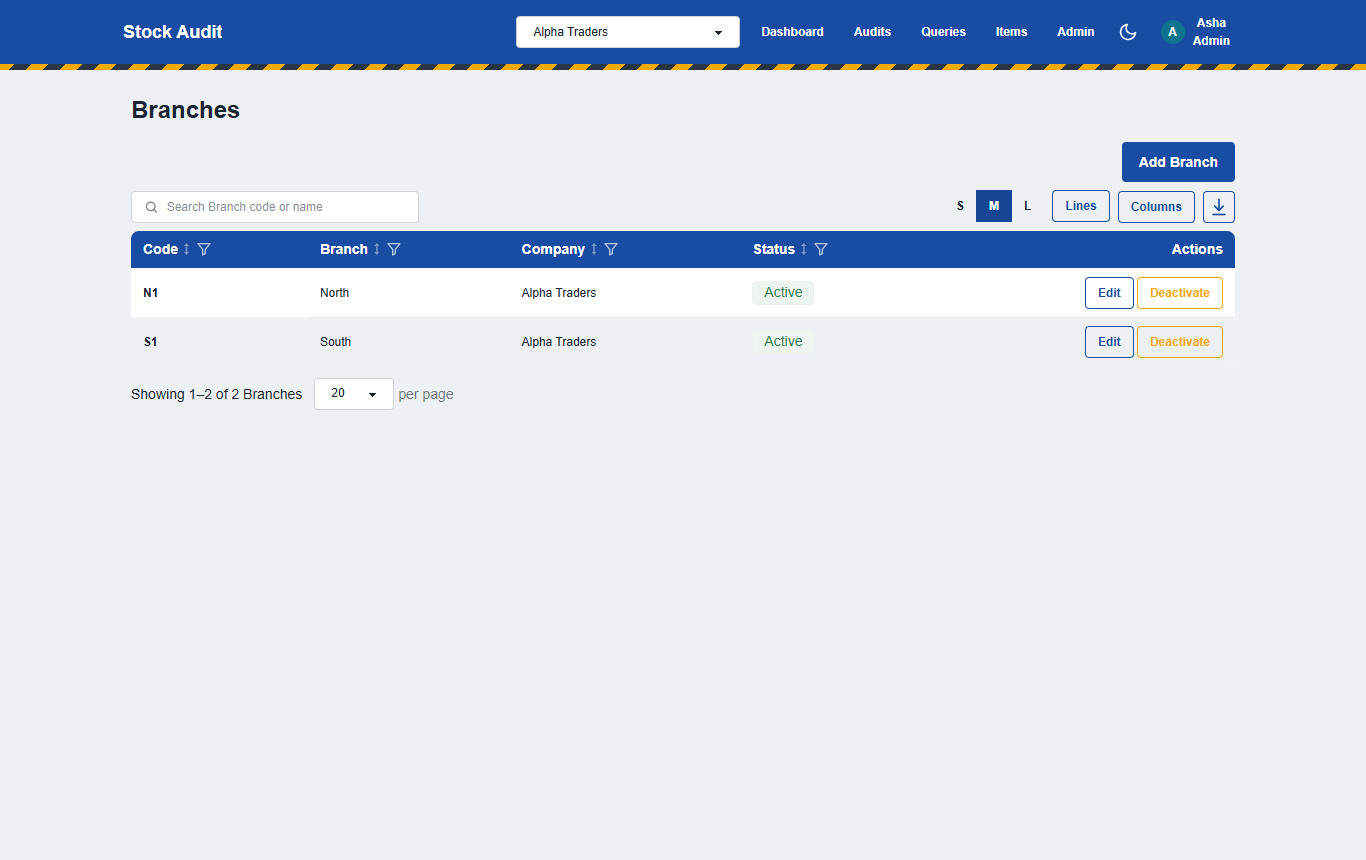 Stock Audit
Alpha Traders
Dashboard
Audits
Queries
Items
Admin
A
Asha
Admin
Branches
Add Branch
Search Branch code or name
S
M
L
Lines
Columns
Code Branch Company Status Actions
N1 North Alpha Traders Active Edit Deactivate
S1 South Alpha Traders Active Edit Deactivate
Showing 1–2 of 2 Branches 20 per page